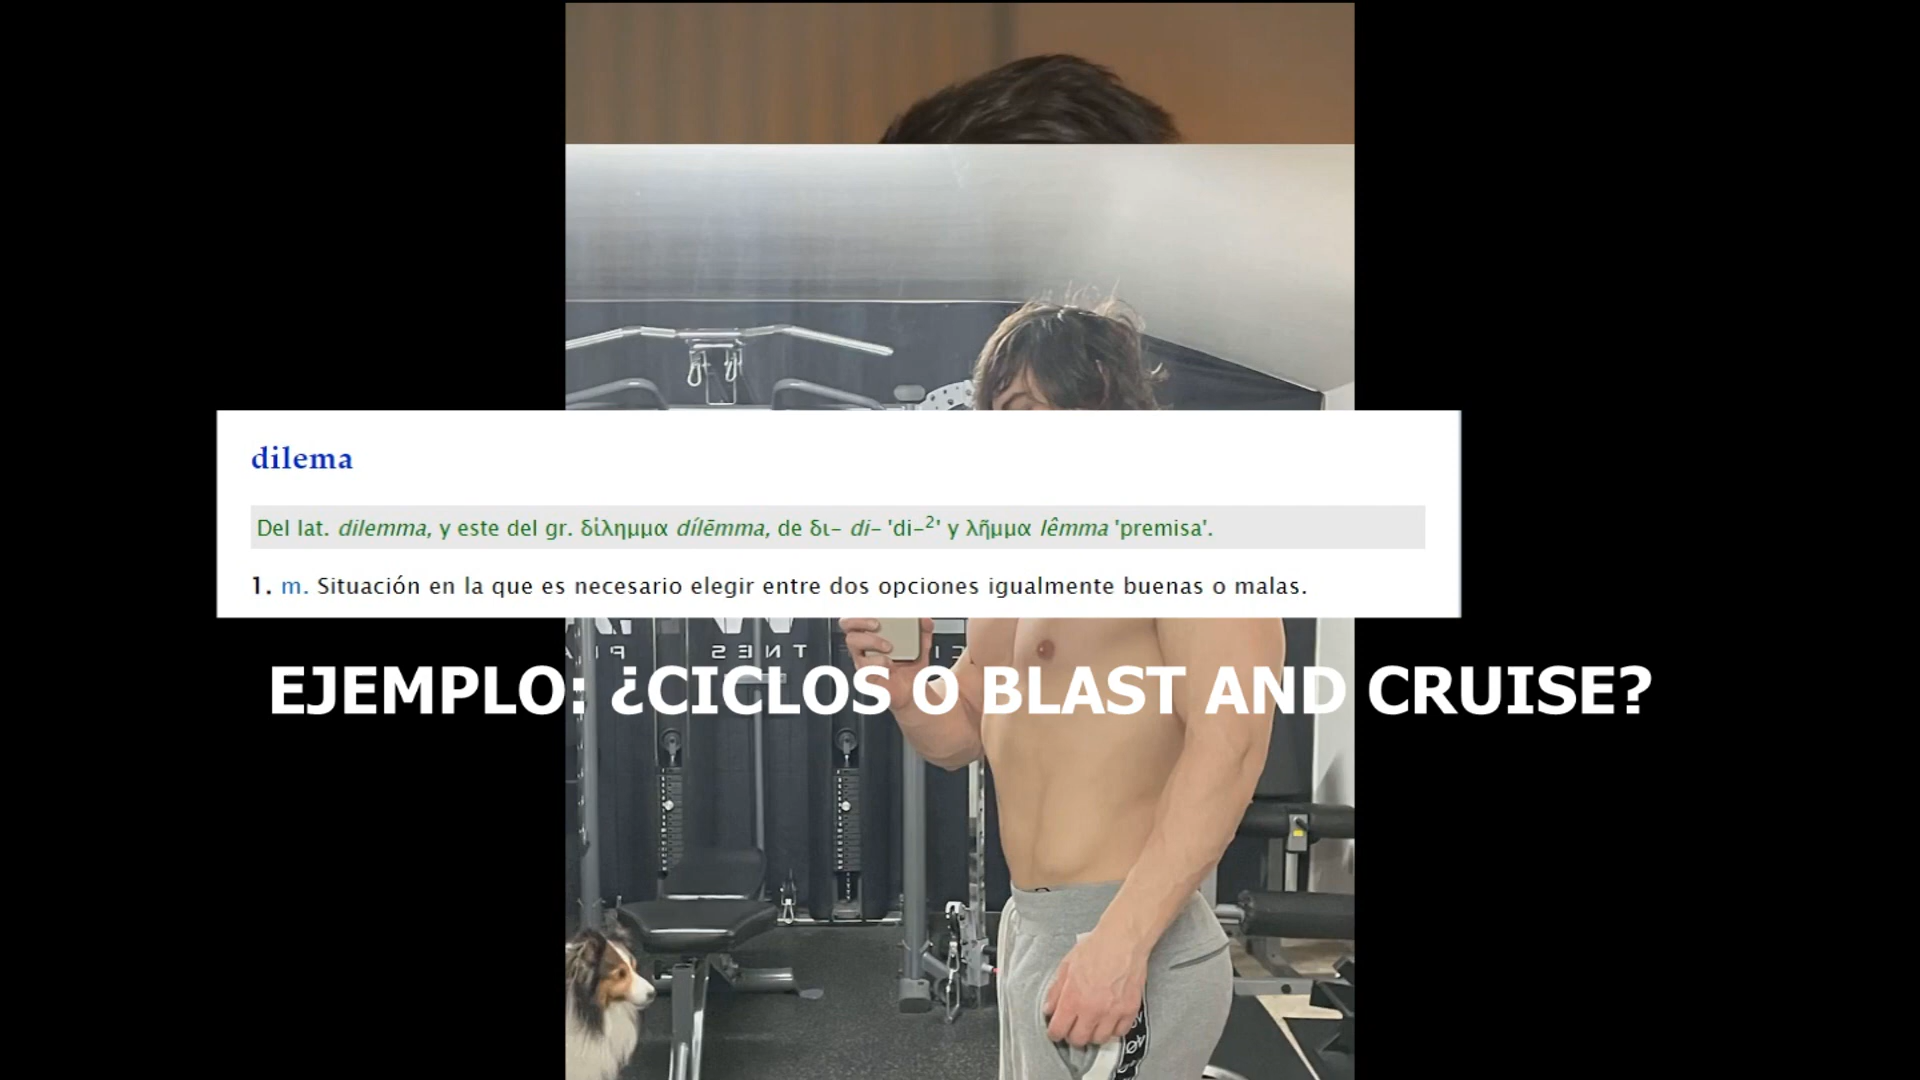 dilema
Del lat. dilemma, y este del gr. δίλημμα dílēmma, de δι- di- 'di-²' y λῆμμα lêmma 'premisa'.
1. m. Situación en la que es necesario elegir entre dos opciones igualmente buenas o malas.
EJEMPLO: ¿CICLOS O BLAST AND CRUISE?